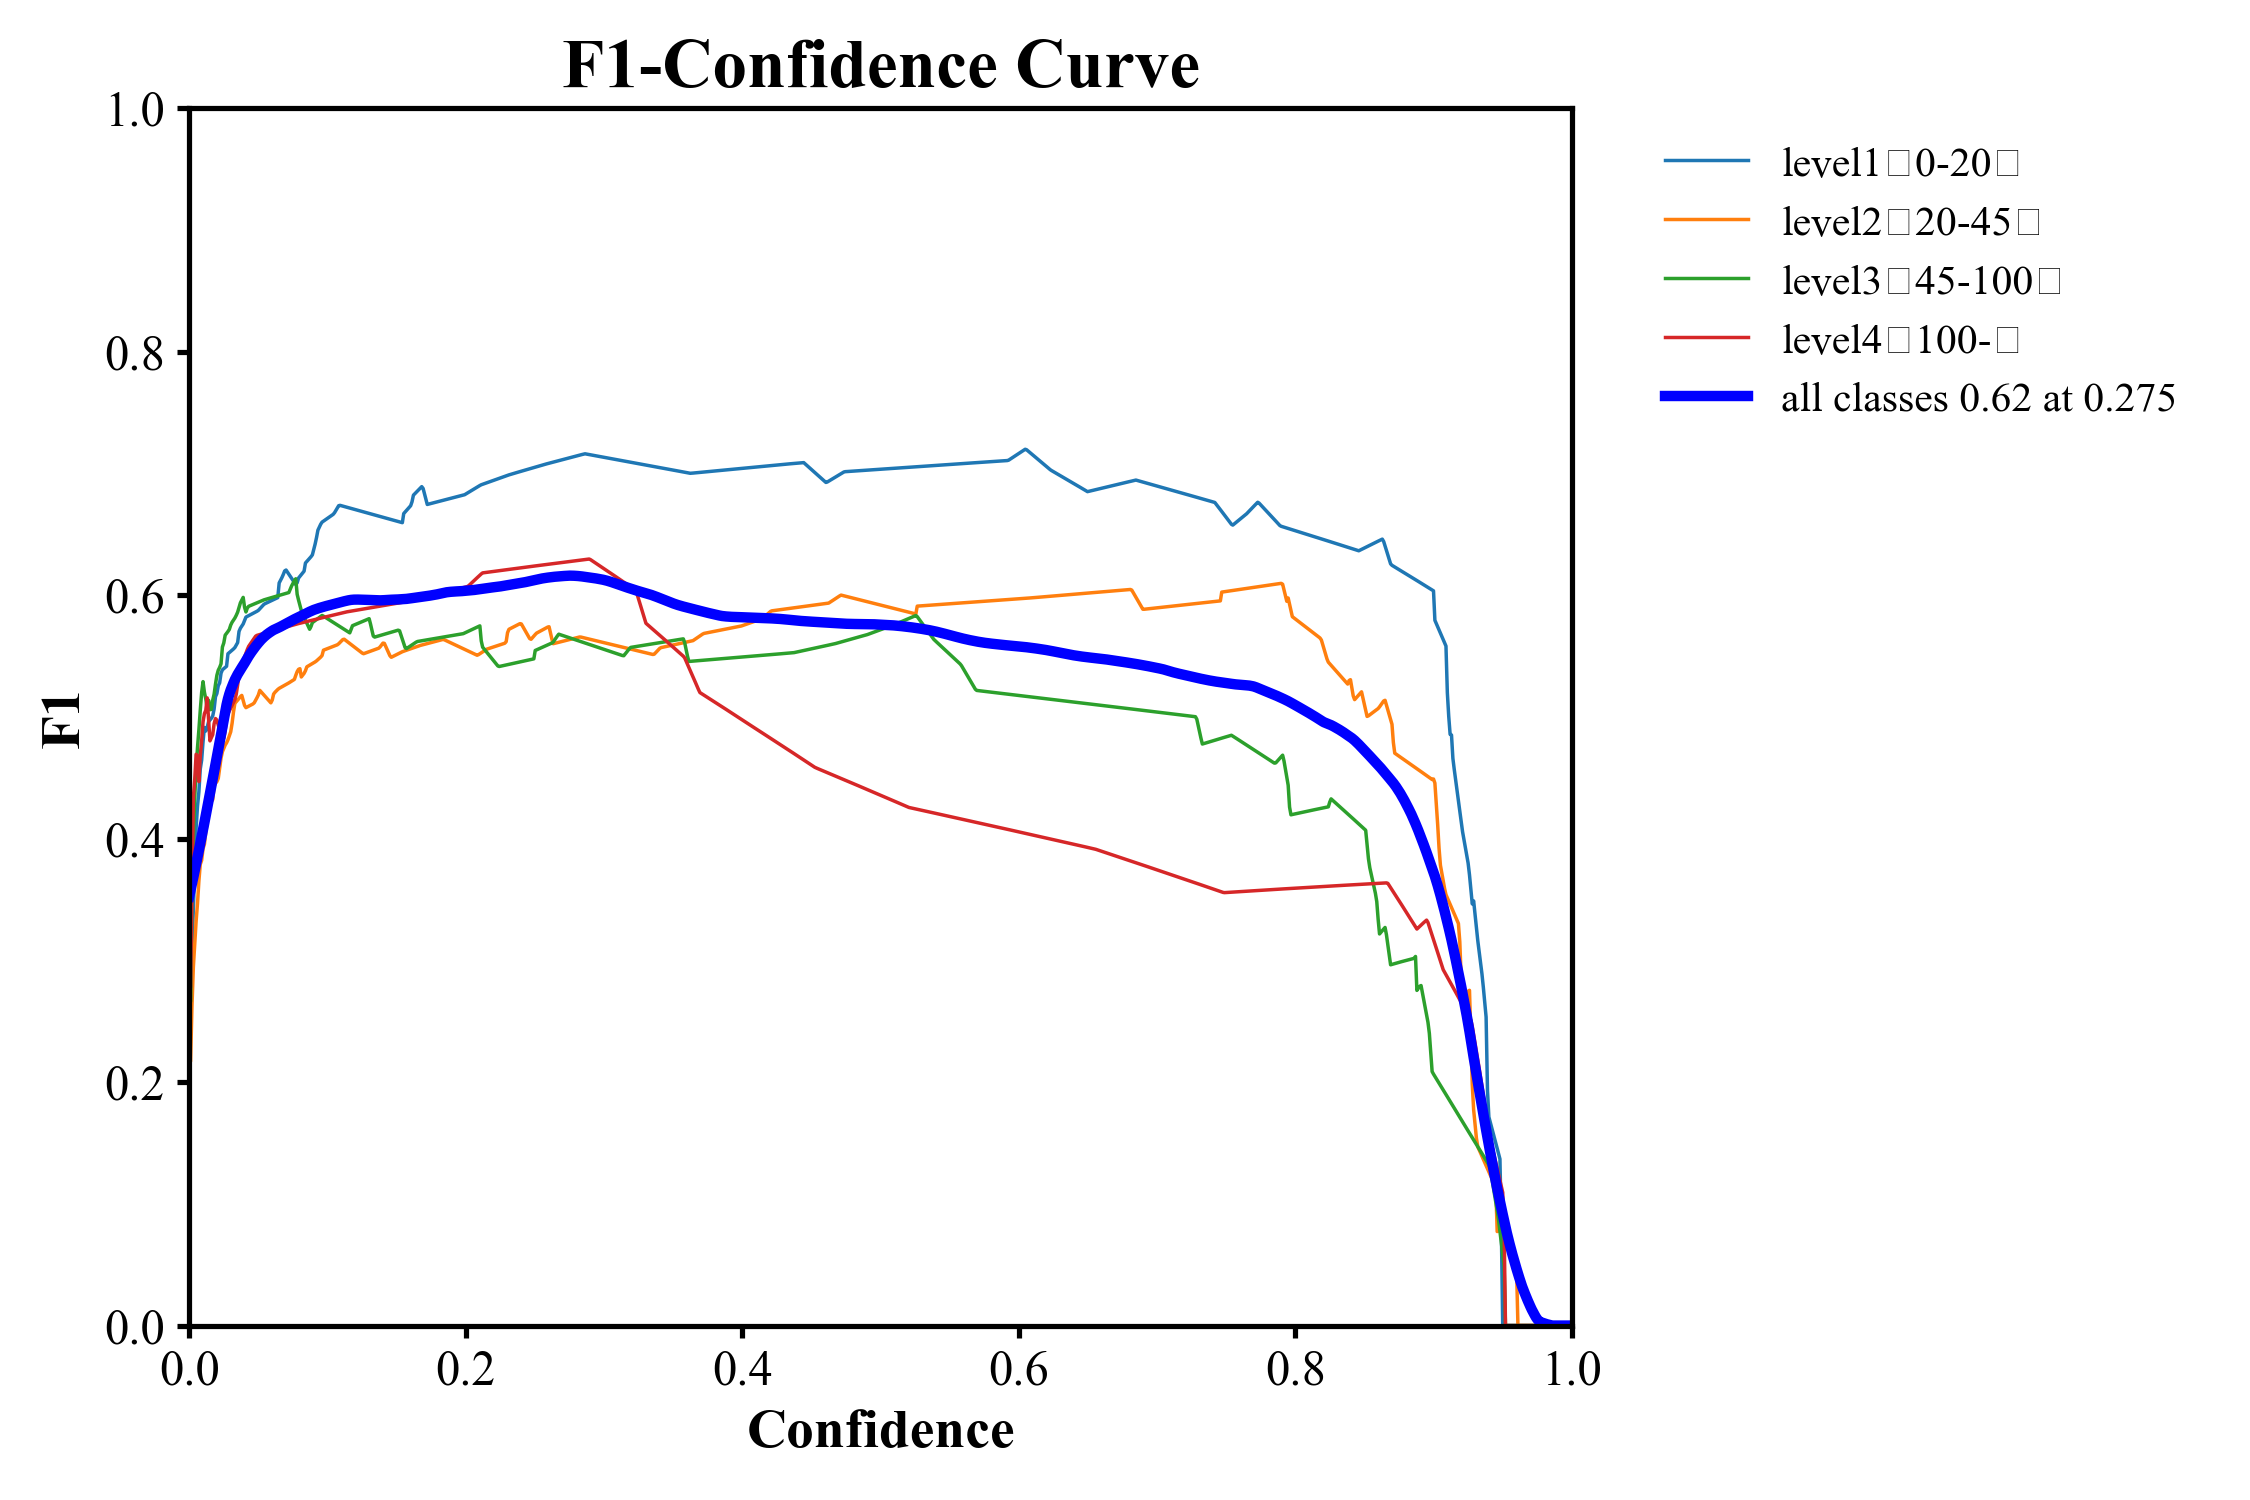 F1-Confidence Curve
1.0
0.8
0.6
0.4
0.2
0.0
F1
0.0 0.2 0.4 0.6 0.8 1.0
Confidence
level1□0-20□
level2□20-45□
level3□45-100□
level4□100-□
all classes 0.62 at 0.275